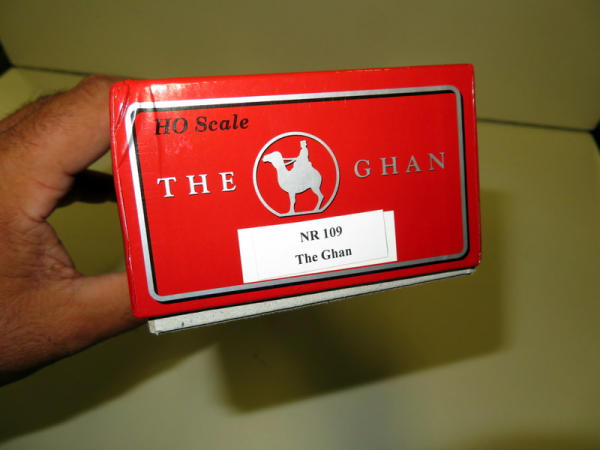 HO Scale
THE GHAN
NR 109
The Ghan